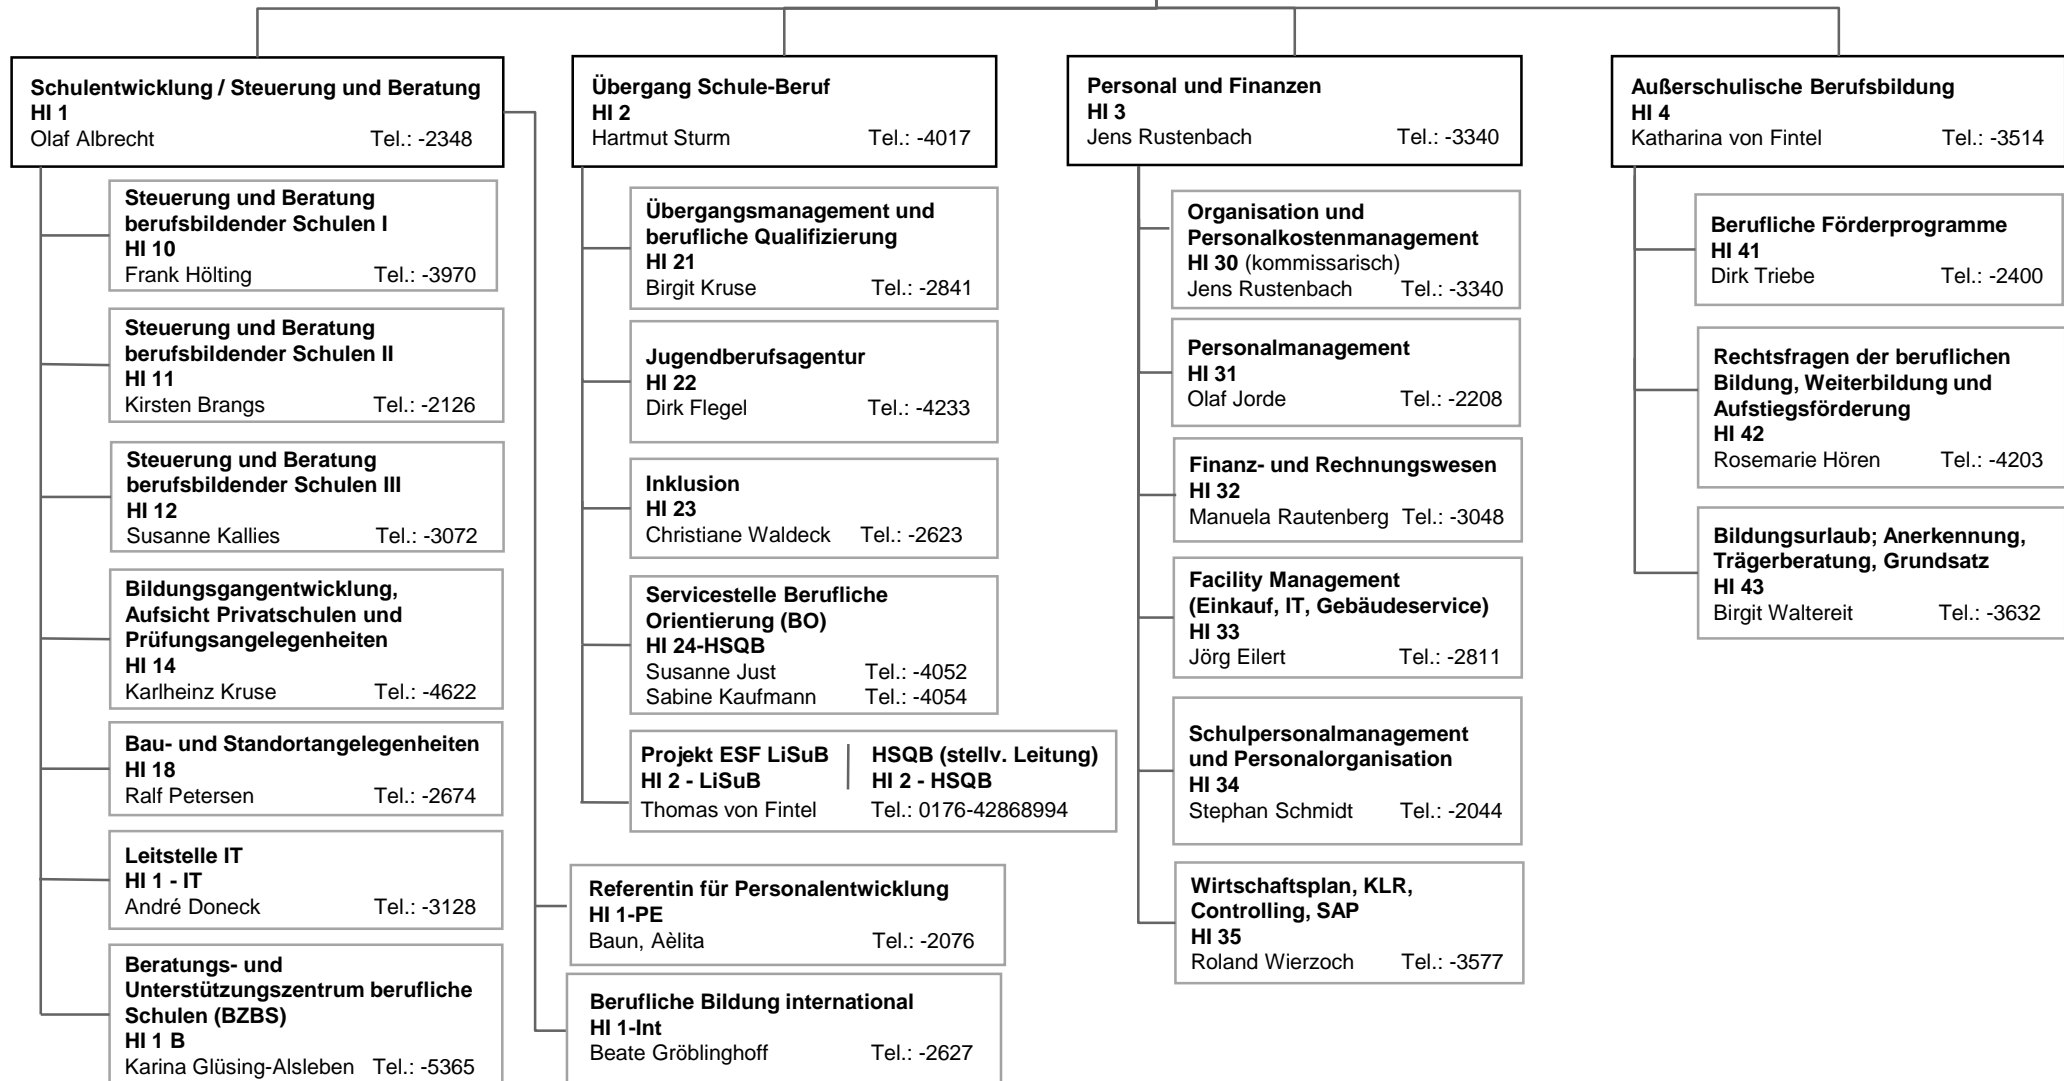 Schulentwicklung / Steuerung und Beratung
HI 1
Olaf Albrecht Tel.: -2348
Steuerung und Beratung
berufsbildender Schulen I
HI 10
Frank Hölting Tel.: -3970
Steuerung und Beratung
berufsbildender Schulen II
HI 11
Kirsten Brangs Tel.: -2126
Steuerung und Beratung
berufsbildender Schulen III
HI 12
Susanne Kallies Tel.: -3072
Bildungsgangentwicklung,
Aufsicht Privatschulen und
Prüfungsangelegenheiten
HI 14
Karlheinz Kruse Tel.: -4622
Bau- und Standortangelegenheiten
HI 18
Ralf Petersen Tel.: -2674
Leitstelle IT
HI 1 - IT
André Doneck Tel.: -3128
Beratungs- und
Unterstützungszentrum berufliche
Schulen (BZBS)
HI 1 B
Karina Glüsing-Alsleben Tel.: -5365
Übergang Schule-Beruf
HI 2
Hartmut Sturm Tel.: -4017
Übergangsmanagement und
berufliche Qualifizierung
HI 21
Birgit Kruse Tel.: -2841
Jugendberufsagentur
HI 22
Dirk Flegel Tel.: -4233
Inklusion
HI 23
Christiane Waldeck Tel.: -2623
Servicestelle Berufliche
Orientierung (BO)
HI 24-HSQB
Susanne Just Tel.: -4052
Sabine Kaufmann Tel.: -4054
Projekt ESF LiSuB HSQB (stellv. Leitung)
HI 2 - LiSuB HI 2 - HSQB
Thomas von Fintel Tel.: 0176-42868994
Referentin für Personalentwicklung
HI 1-PE
Baun, Aèlita Tel.: -2076
Berufliche Bildung international
HI 1-Int
Beate Gröblinghoff Tel.: -2627
Personal und Finanzen
HI 3
Jens Rustenbach Tel.: -3340
Organisation und
Personalkostenmanagement
HI 30 (kommissarisch)
Jens Rustenbach Tel.: -3340
Personalmanagement
HI 31
Olaf Jorde Tel.: -2208
Finanz- und Rechnungswesen
HI 32
Manuela Rautenberg Tel.: -3048
Facility Management
(Einkauf, IT, Gebäudeservice)
HI 33
Jörg Eilert Tel.: -2811
Schulpersonalmanagement
und Personalorganisation
HI 34
Stephan Schmidt Tel.: -2044
Wirtschaftsplan, KLR,
Controlling, SAP
HI 35
Roland Wierzoch Tel.: -3577
Außerschulische Berufsbildung
HI 4
Katharina von Fintel Tel.: -3514
Berufliche Förderprogramme
HI 41
Dirk Triebe Tel.: -2400
Rechtsfragen der beruflichen
Bildung, Weiterbildung und
Aufstiegsförderung
HI 42
Rosemarie Hören Tel.: -4203
Bildungsurlaub; Anerkennung,
Trägerberatung, Grundsatz
HI 43
Birgit Waltereit Tel.: -3632